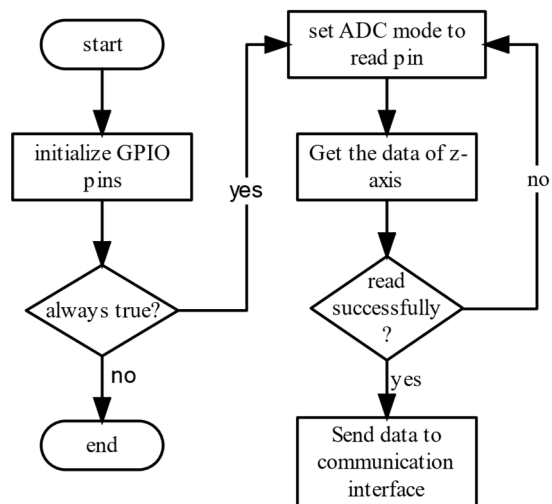 start
initialize GPIO
pins
always true?
no
end
yes
set ADC mode to
read pin
Get the data of z-
axis
read
successfully
?
no
yes
Send data to
communication
interface